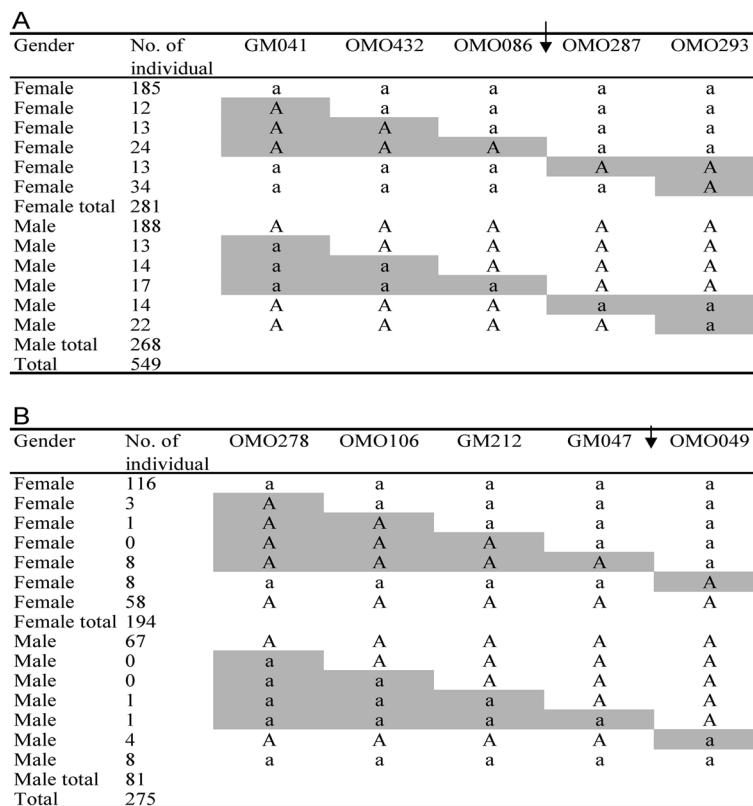 A
Gender No. of individual GM041 OMO432 OMO086 OMO287 OMO293
Female 185 a a a a a
Female 12 A a a a a
Female 13 A A a a a
Female 24 A A A a a
Female 13 a a a A A
Female 34 a a a a A
Female total 281
Male 188 A A A A A
Male 13 a A A A A
Male 14 a a A A A
Male 17 a a a A A
Male 14 A A A a a
Male 22 A A A A a
Male total 268
Total 549
B
Gender No. of individual OMO278 OMO106 GM212 GM047 OMO049
Female 116 a a a a a
Female 3 A a a a a
Female 1 A A a a a
Female 0 A A A a a
Female 8 A A A A a
Female 8 a a a a A
Female 58 A A A A A
Female total 194
Male 67 A A A A A
Male 0 a A A A A
Male 0 a a A A A
Male 1 a a a A A
Male 1 a a a a A
Male 4 A A A A a
Male 8 a a a a a
Male total 81
Total 275